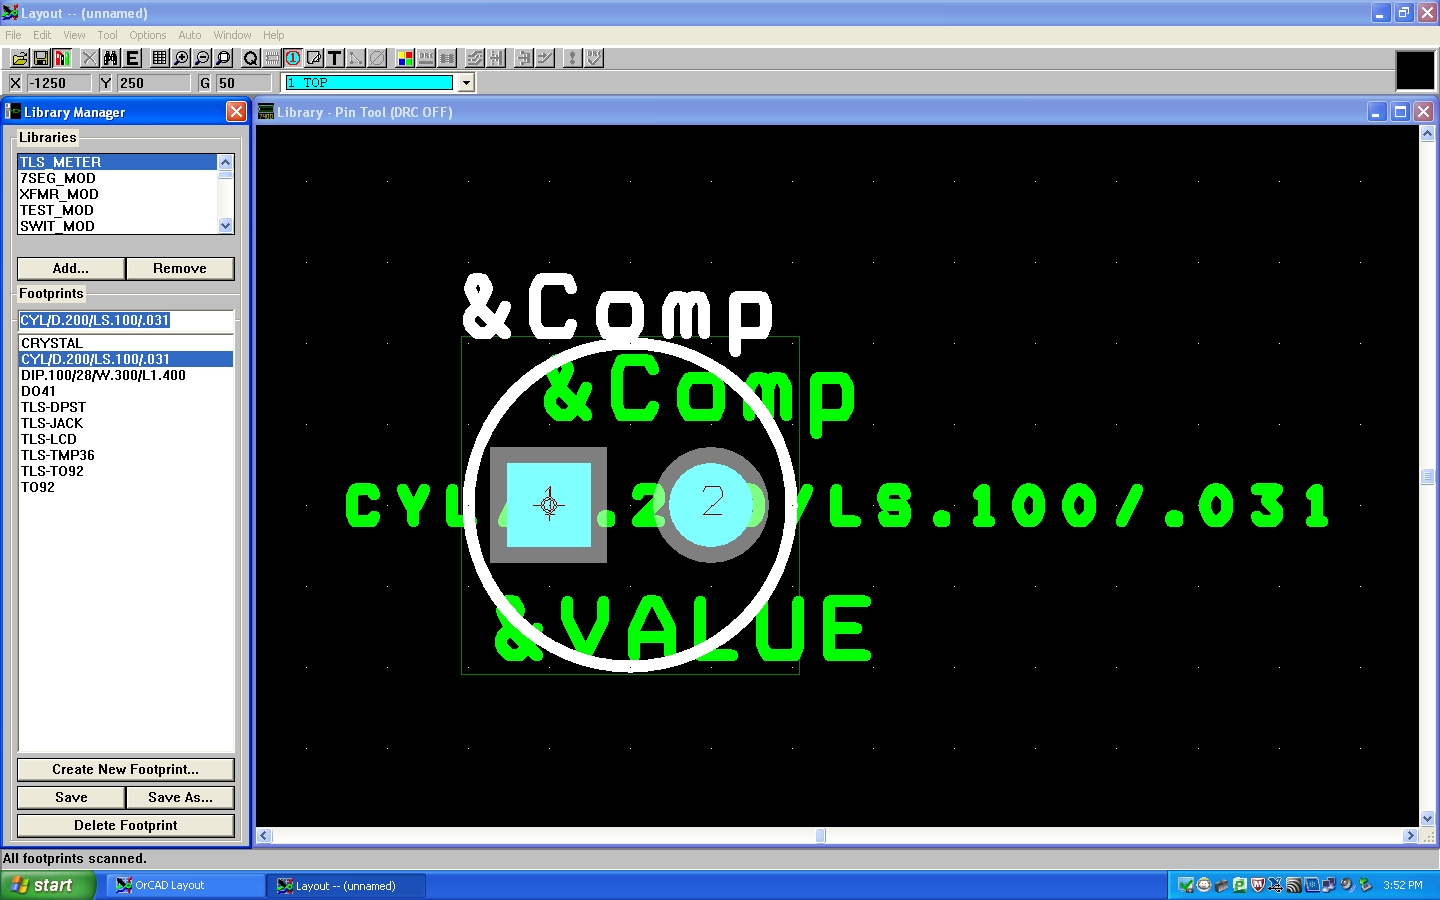 Layout -- (unnamed)
File Edit View Tool Options Auto Window Help
X -1250 Y 250 G 50 1 TOP
Library Manager
Library - Pin Tool (DRC OFF)
Libraries
TLS_METER
7SEG_MOD
XFMR_MOD
TEST_MOD
SWIT_MOD
Add... Remove
Footprints
CYL/D.200/LS.100/.031
CRYSTAL
CYL/D.200/LS.100/.031
DIP.100/28/W.300/L1.400
DO41
TLS-DPST
TLS-JACK
TLS-LCD
TLS-TMP36
TLS-TO92
TO92
Create New Footprint...
Save Save As...
Delete Footprint
&Comp
&Comp
CYL/D.200/LS.100/.031
1 2
&VALUE
All footprints scanned.
start OrCAD Layout Layout -- (unnamed) 3:52 PM